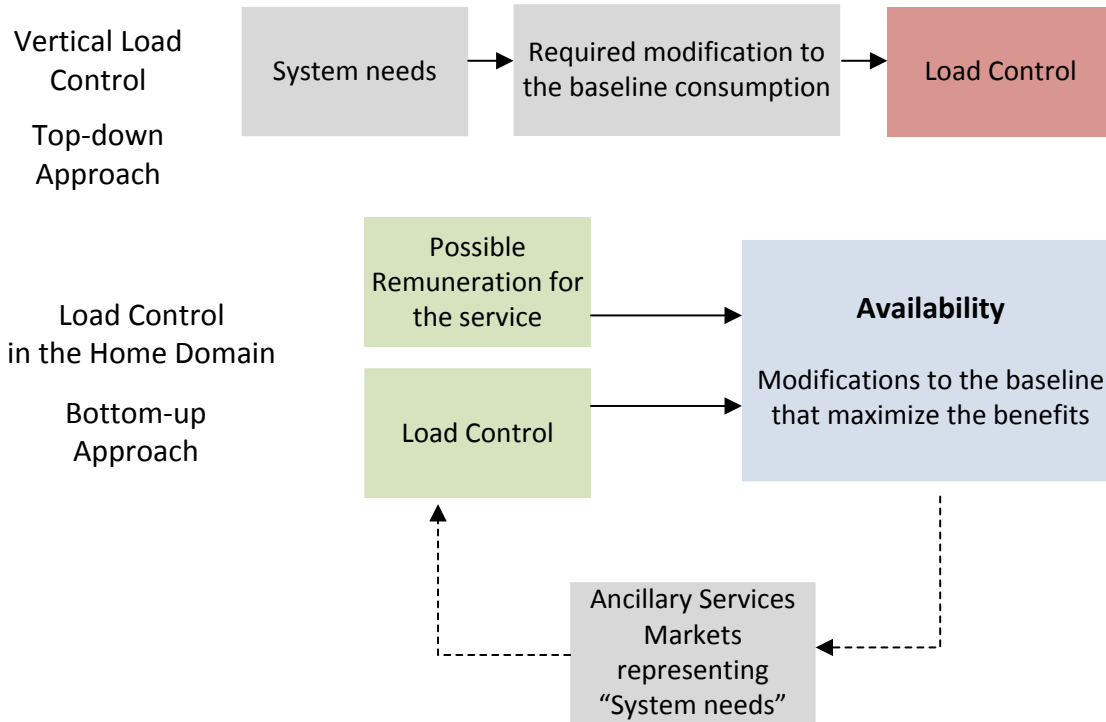 Vertical Load
Control
Top-down
Approach
System needs
Required modification to
the baseline consumption
Load Control
Load Control
in the Home Domain
Bottom-up
Approach
Possible
Remuneration for
the service
Load Control
Availability
Modifications to the baseline
that maximize the benefits
Ancillary Services
Markets
representing
“System needs”